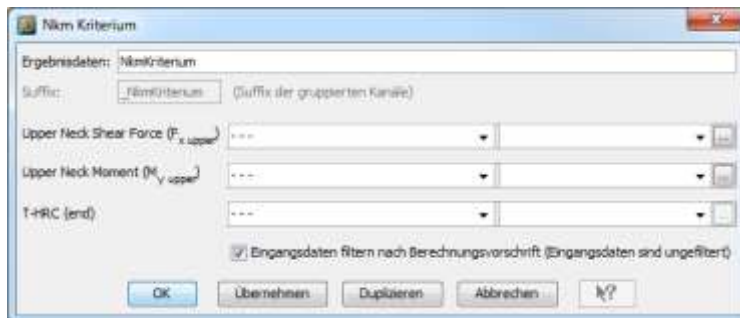 Nkm Kriterium
Ergebnisdaten: NkmKriterium
Suffix: _NkmKriterium (Suffix der gruppierten Kanäle)
Upper Neck Shear Force (Fx upper) --- ...
Upper Neck Moment (My upper) --- ...
T-HRC (end) --- ...
Eingangsdaten filtern nach Berechnungsvorschrift (Eingangsdaten sind ungefiltert)
OK Übernehmen Duplizieren Abbrechen ?